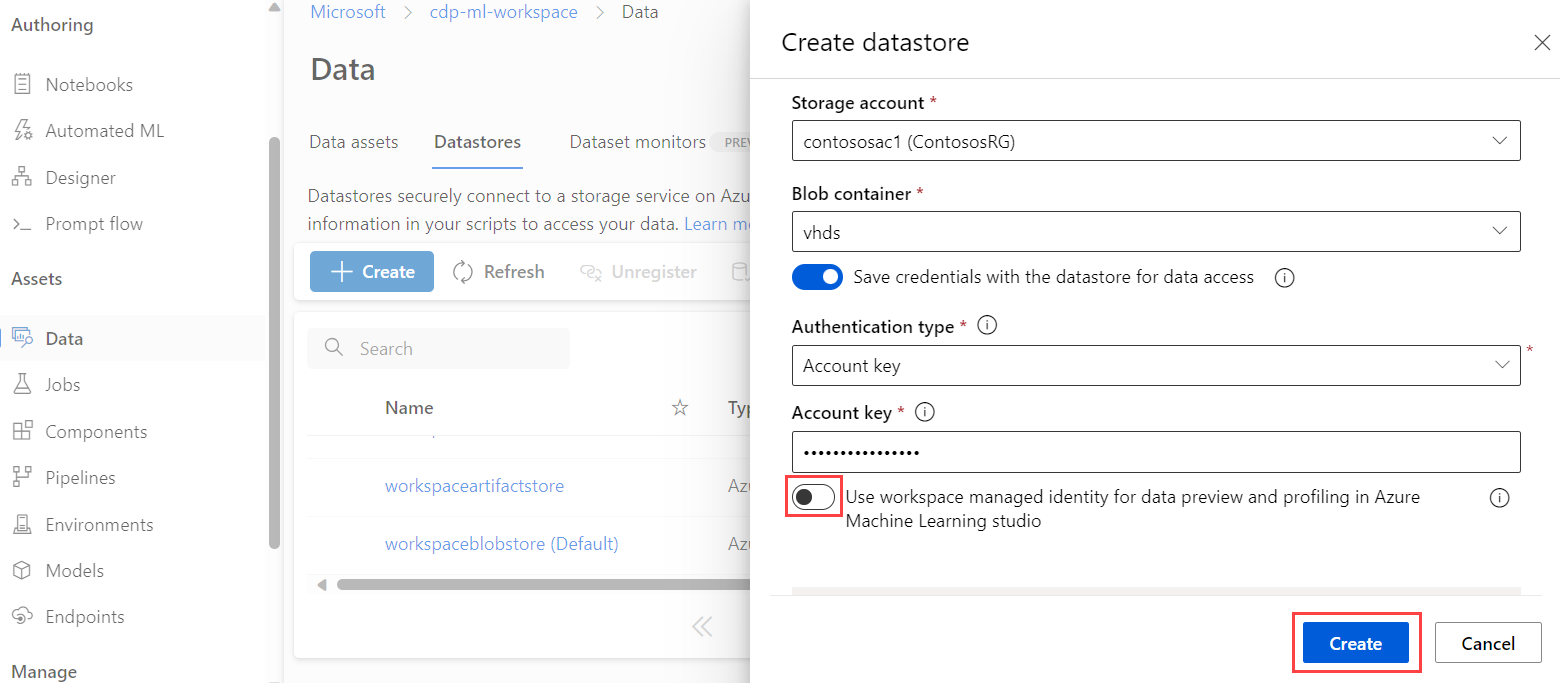 Authoring
Notebooks
Automated ML
Designer
Prompt flow
Assets
Data
Jobs
Components
Pipelines
Environments
Models
Endpoints
Manage
Microsoft > cdp-ml-workspace > Data
Data
Data assets Datastores Dataset monitors PREV
Datastores securely connect to a storage service on Azu
information in your scripts to access your data. Learn mo
Create Refresh Unregister
Search
Name Typ
workspaceartifactstore Azu
workspaceblobstore (Default) Azu
Create datastore
Storage account *
contososac1 (ContososRG)
Blob container *
vhds
Save credentials with the datastore for data access
Authentication type *
Account key *
Account key *
••••••••••••••••
Use workspace managed identity for data preview and profiling in Azure
Machine Learning studio
Create Cancel